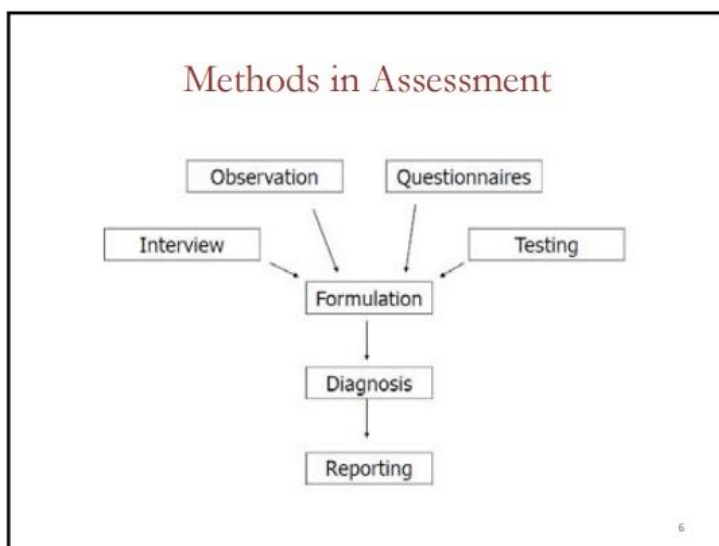 Methods in Assessment
Observation
Questionnaires
Interview
Testing
Formulation
Diagnosis
Reporting
6